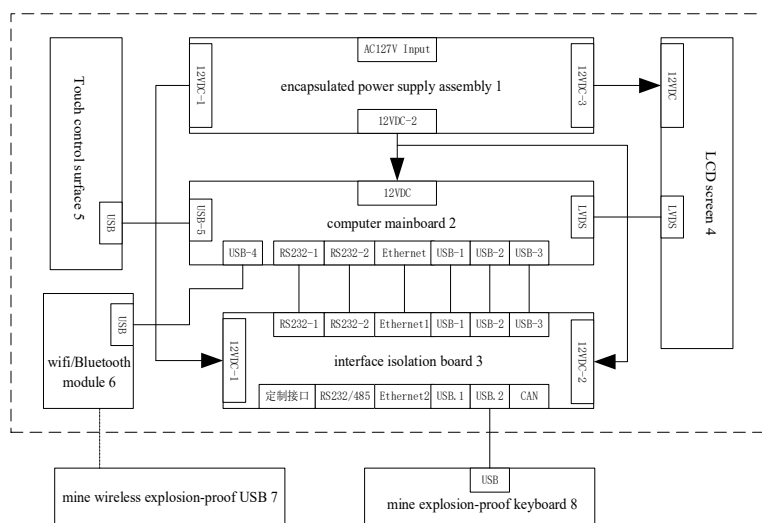 AC127V Input
12VDC-1
encapsulated power supply assembly 1
12VDC-3
12VDC-2
12VDC
LCD screen 4
LVDS
Touch control surface 5
USB
12VDC
USB-5
computer mainboard 2
LVDS
USB-4
RS232-1
RS232-2
Ethernet
USB-1
USB-2
USB-3
USB
wifi/Bluetooth
module 6
RS232-1
RS232-2
Ethernet1
USB-1
USB-2
USB-3
12VDC-1
interface isolation board 3
12VDC-2
定制接口
RS232/485
Ethernet2
USB.1
USB.2
CAN
mine wireless explosion-proof USB 7
USB
mine explosion-proof keyboard 8